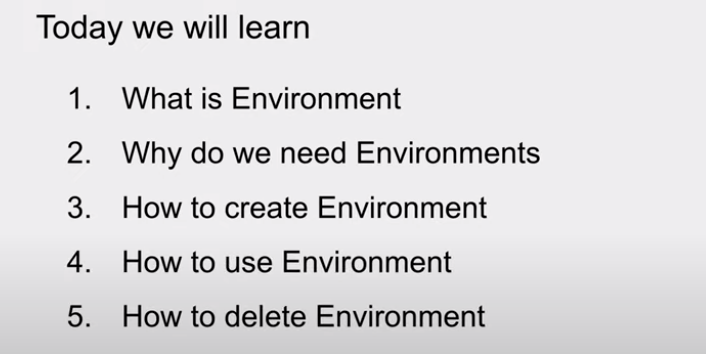 Today we will learn
1. What is Environment
2. Why do we need Environments
3. How to create Environment
4. How to use Environment
5. How to delete Environment